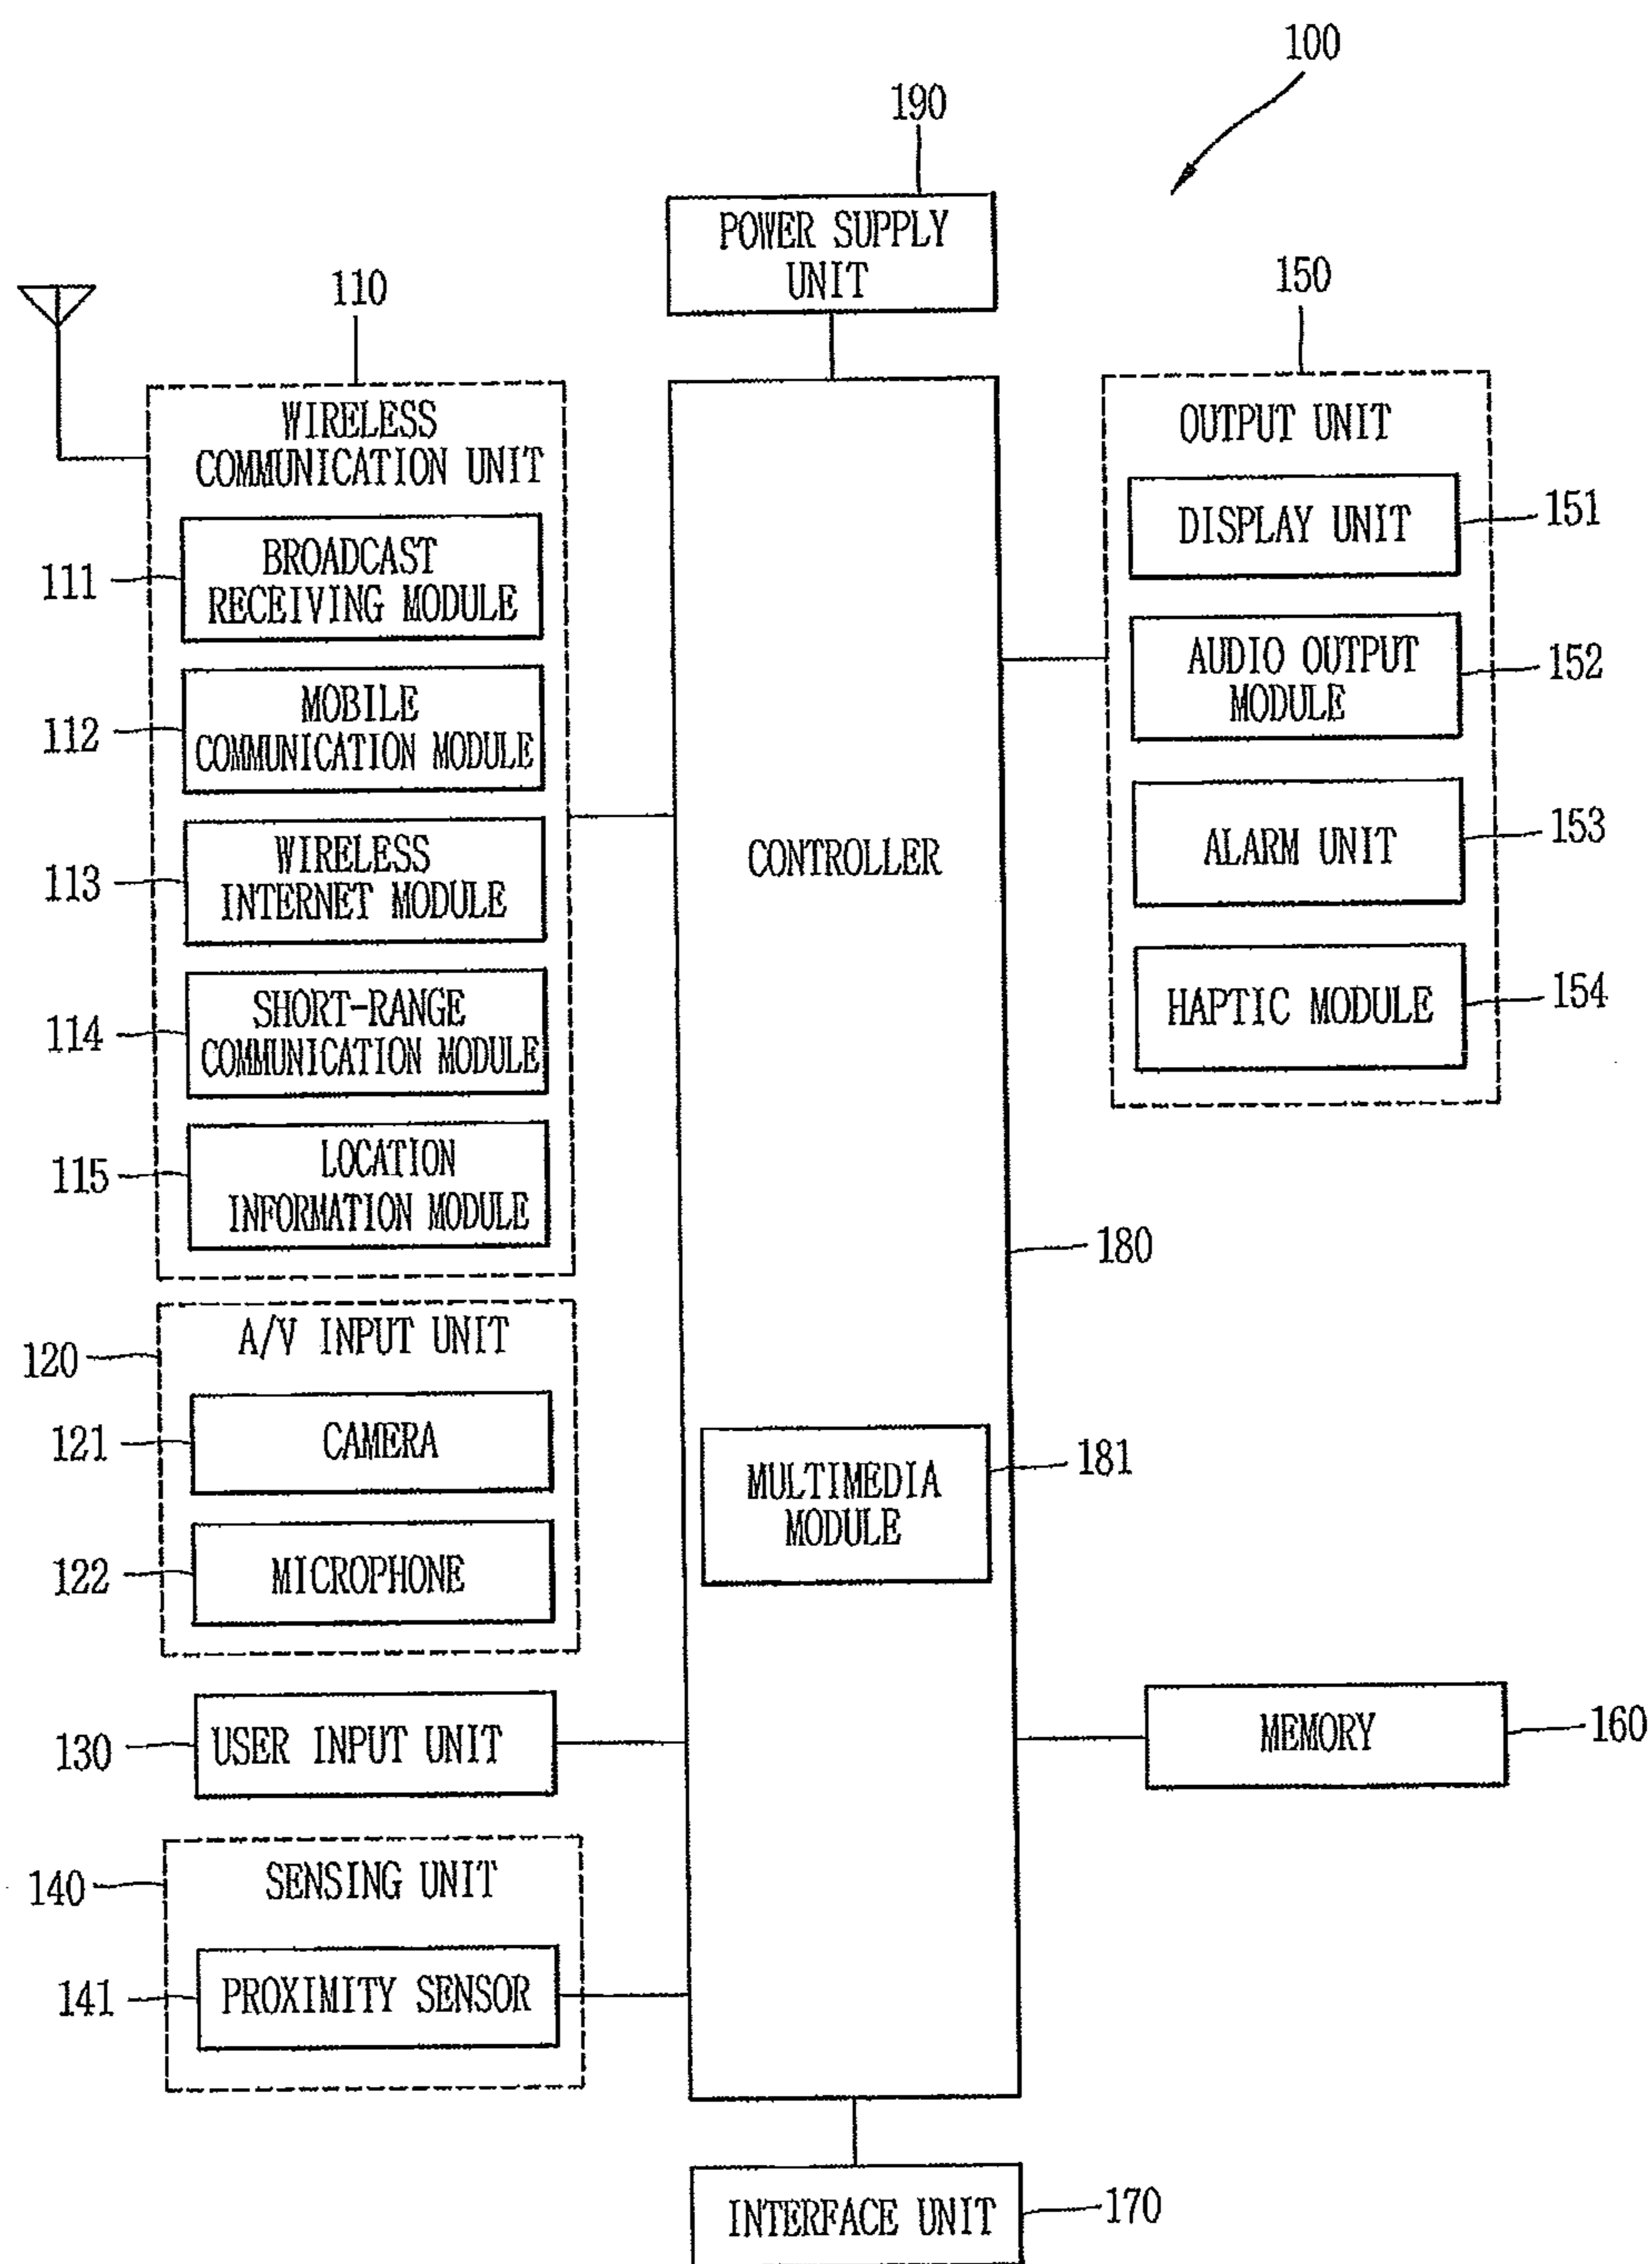 100
190
POWER SUPPLY
UNIT
110
WIRELESS
COMMUNICATION UNIT
111
BROADCAST
RECEIVING MODULE
112
MOBILE
COMMUNICATION MODULE
113
WIRELESS
INTERNET MODULE
114
SHORT-RANGE
COMMUNICATION MODULE
115
LOCATION
INFORMATION MODULE
120
A/V INPUT UNIT
121
CAMERA
122
MICROPHONE
130
USER INPUT UNIT
140
SENSING UNIT
141
PROXIMITY SENSOR
CONTROLLER
180
MULTIMEDIA
MODULE
181
150
OUTPUT UNIT
DISPLAY UNIT
151
AUDIO OUTPUT
MODULE
152
ALARM UNIT
153
HAPTIC MODULE
154
MEMORY
160
INTERFACE UNIT
170